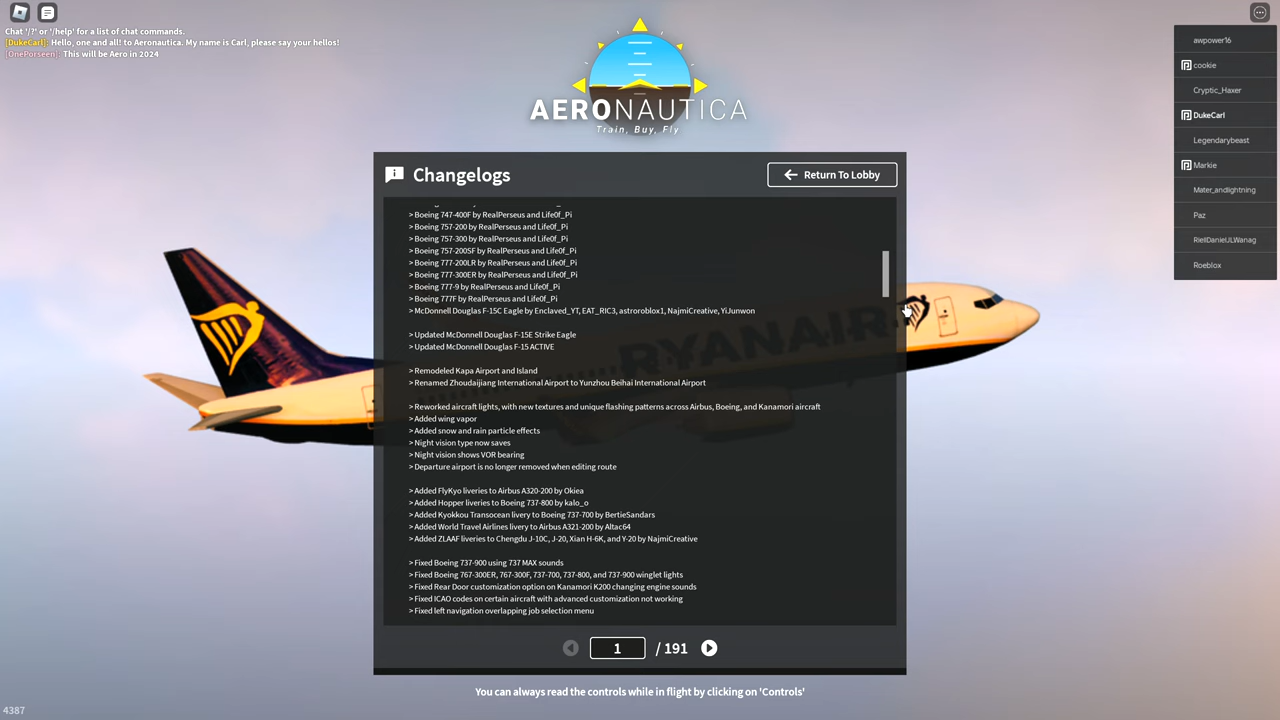 Chat '/?' or '/help' for a list of chat commands.
[DukeCarl]: Hello, one and all! to Aeronautica. My name is Carl, please say your hellos!
[OnePorseen]: This will be Aero in 2024
AERONAUTICA
Train, Buy, Fly
awpower16
cookie
Cryptic_Haxer
DukeCarl
Legendarybeast
Markie
Mater_andlightning
Paz
RiellDanielJLWanag
Roeblox
Changelogs
Return To Lobby
> Boeing 747-400F by RealPerseus and Life0f_Pi
> Boeing 757-200 by RealPerseus and Life0f_Pi
> Boeing 757-300 by RealPerseus and Life0f_Pi
> Boeing 757-200SF by RealPerseus and Life0f_Pi
> Boeing 777-200LR by RealPerseus and Life0f_Pi
> Boeing 777-300ER by RealPerseus and Life0f_Pi
> Boeing 777-9 by RealPerseus and Life0f_Pi
> Boeing 777F by RealPerseus and Life0f_Pi
> McDonnell Douglas F-15C Eagle by Enclaved_YT, EAT_RIC3, astroroblox1, NajmiCreative, YiJunwon
> Updated McDonnell Douglas F-15E Strike Eagle
> Updated McDonnell Douglas F-15 ACTIVE
> Remodeled Kapa Airport and Island
> Renamed Zhoudaijiang International Airport to Yunzhou Beihai International Airport
> Reworked aircraft lights, with new textures and unique flashing patterns across Airbus, Boeing, and Kanamori aircraft
> Added wing vapor
> Added snow and rain particle effects
> Night vision type now saves
> Night vision shows VOR bearing
> Departure airport is no longer removed when editing route
> Added FlyKyo liveries to Airbus A320-200 by Okiea
> Added Hopper liveries to Boeing 737-800 by kalo_o
> Added Kyokkou Transocean livery to Boeing 737-700 by BertieSandars
> Added World Travel Airlines livery to Airbus A321-200 by Altac64
> Added ZLAAF liveries to Chengdu J-10C, J-20, Xian H-6K, and Y-20 by NajmiCreative
> Fixed Boeing 737-900 using 737 MAX sounds
> Fixed Boeing 767-300ER, 767-300F, 737-700, 737-800, and 737-900 winglet lights
> Fixed Rear Door customization option on Kanamori K200 changing engine sounds
> Fixed ICAO codes on certain aircraft with advanced customization not working
> Fixed left navigation overlapping job selection menu
RYANAIR
1 / 191
You can always read the controls while in flight by clicking on 'Controls'
4387